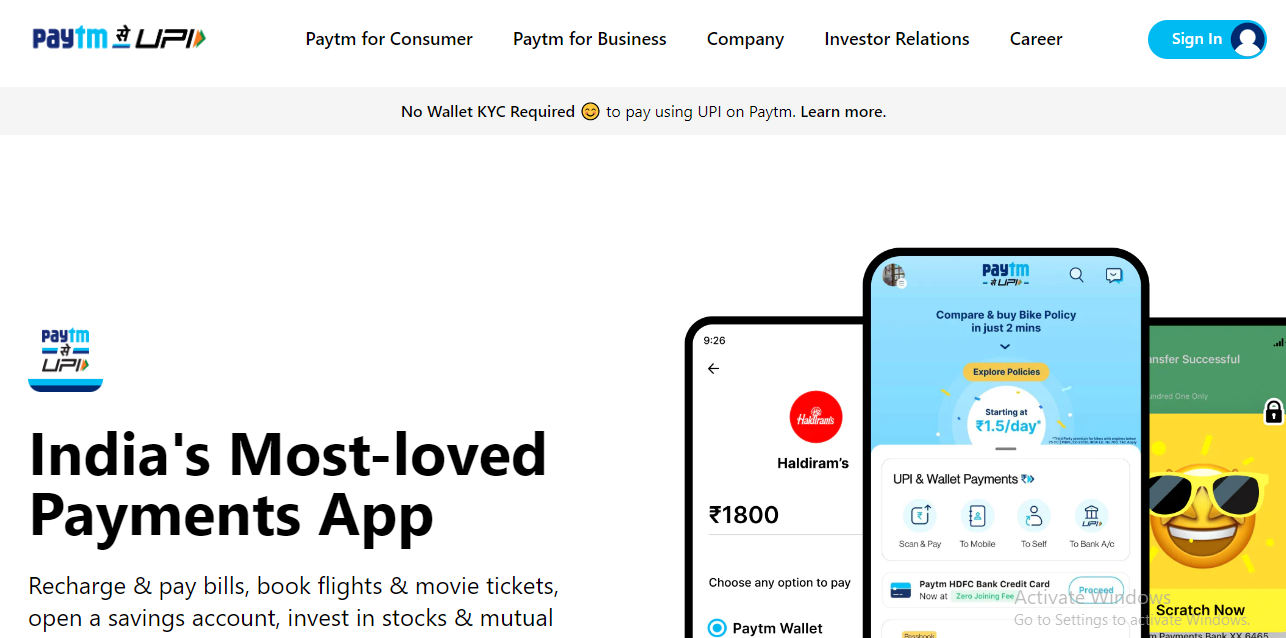 paytm से UPI
Paytm for Consumer
Paytm for Business
Company
Investor Relations
Career
Sign In
No Wallet KYC Required 😊 to pay using UPI on Paytm. Learn more.
paytm
से
UPI
India's Most-loved
Payments App
Recharge & pay bills, book flights & movie tickets,
open a savings account, invest in stocks & mutual
9:26
Haldiram's
Haldiram's
₹1800
Choose any option to pay
Paytm Wallet
paytm
से UPI
Compare & buy Bike Policy
in just 2 mins
Explore Policies
Starting at
₹1.5/day*
UPI & Wallet Payments
Scan & Pay
To Mobile
To Self
UPI
To Bank A/c
Paytm HDFC Bank Credit Card
Now at Zero Joining Fee
Proceed
Passbook
nsfer Successful
undred One Only
Scratch Now
m Payments Bank XX 6465
Activate Windows
Go to Settings to activate Windows.